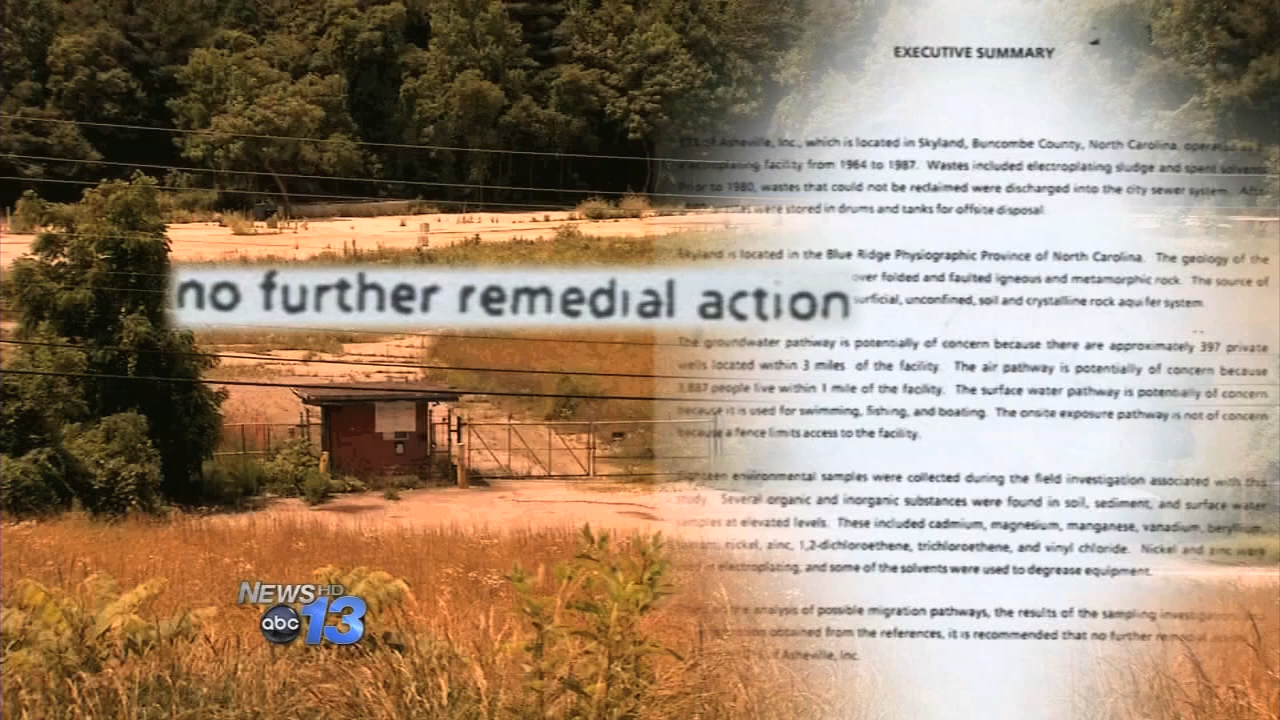 EXECUTIVE SUMMARY
of Asheville, Inc., which is located in Skyland, Buncombe County, North Carolina,
electroplating facility from 1964 to 1987. Wastes included electroplating sludge and spent
Prior to 1980, wastes that could not be reclaimed were discharged into the city sewer system.
were stored in drums and tanks for offsite disposal.
Skyland is located in the Blue Ridge Physiographic Province of North Carolina. The geology of the
over folded and faulted igneous and metamorphic rock. The source of
no further remedial action
surficial, unconfined, soil and crystalline rock aquifer system.
The groundwater pathway is potentially of concern because there are approximately 397 private
wells located within 3 miles of the facility. The air pathway is potentially of concern because
3,887 people live within 1 mile of the facility. The surface water pathway is potentially of concern
because it is used for swimming, fishing, and boating. The onsite exposure pathway is not of concern
because a fence limits access to the facility.
environmental samples were collected during the field investigation associated with this
study. Several organic and inorganic substances were found in soil, sediment, and surface water
samples at elevated levels. These included cadmium, magnesium, manganese, vanadium,
nickel, zinc, 1,2-dichloroethene, trichloroethene, and vinyl chloride. Nickel and zinc were
electroplating, and some of the solvents were used to degrease equipment.
analysis of possible migration pathways, the results of the sampling
obtained from the references, it is recommended that no further
of Asheville, Inc.
NEWS HD
abc 13